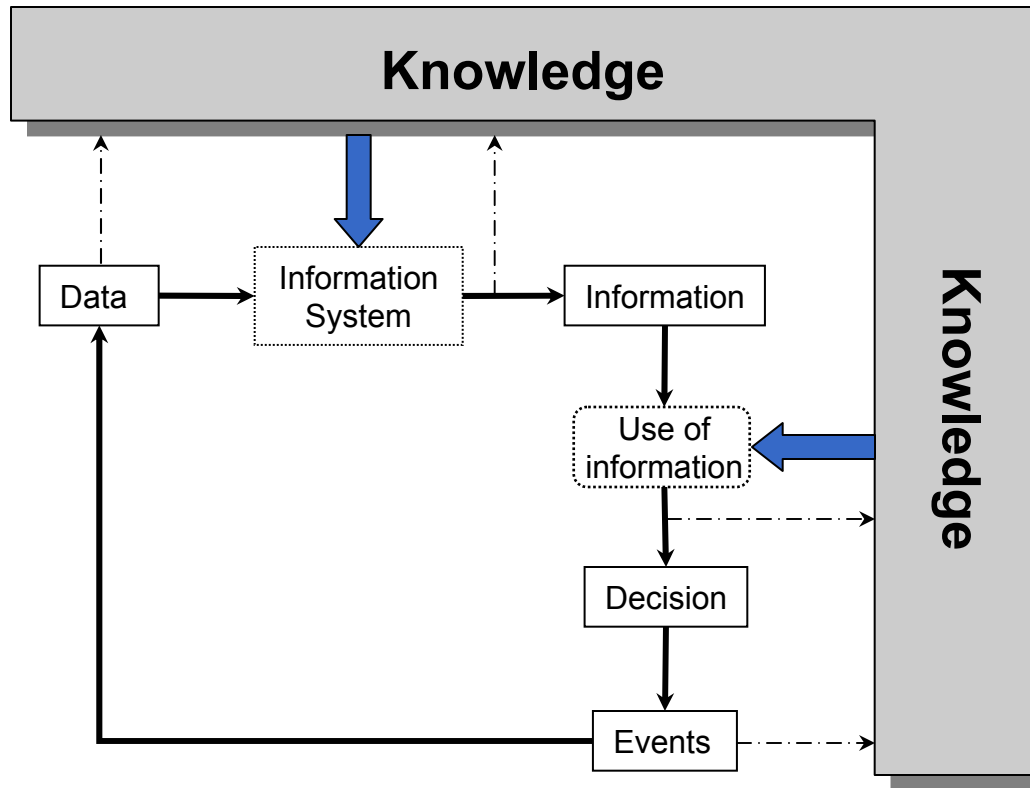 Knowledge
Data
Information
System
Information
Knowledge
Use of
information
Decision
Events